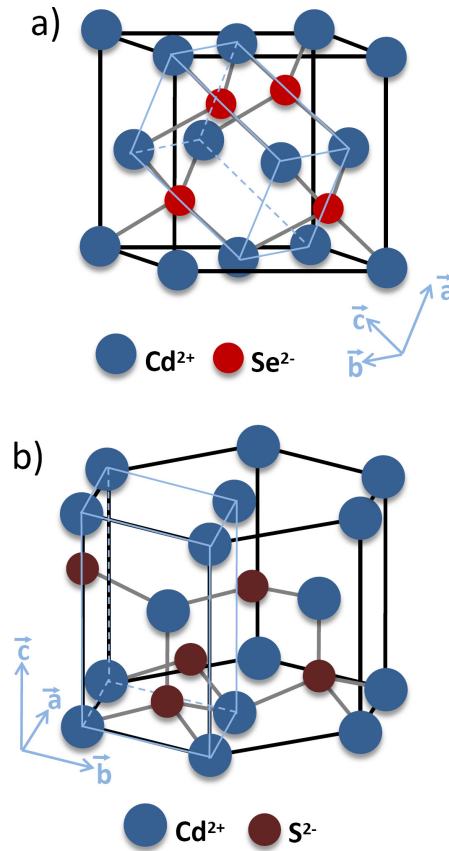 a)
a⃗
c⃗
b⃗
Cd²⁺ Se²⁻
b)
c⃗
a⃗
b⃗
Cd²⁺ S²⁻